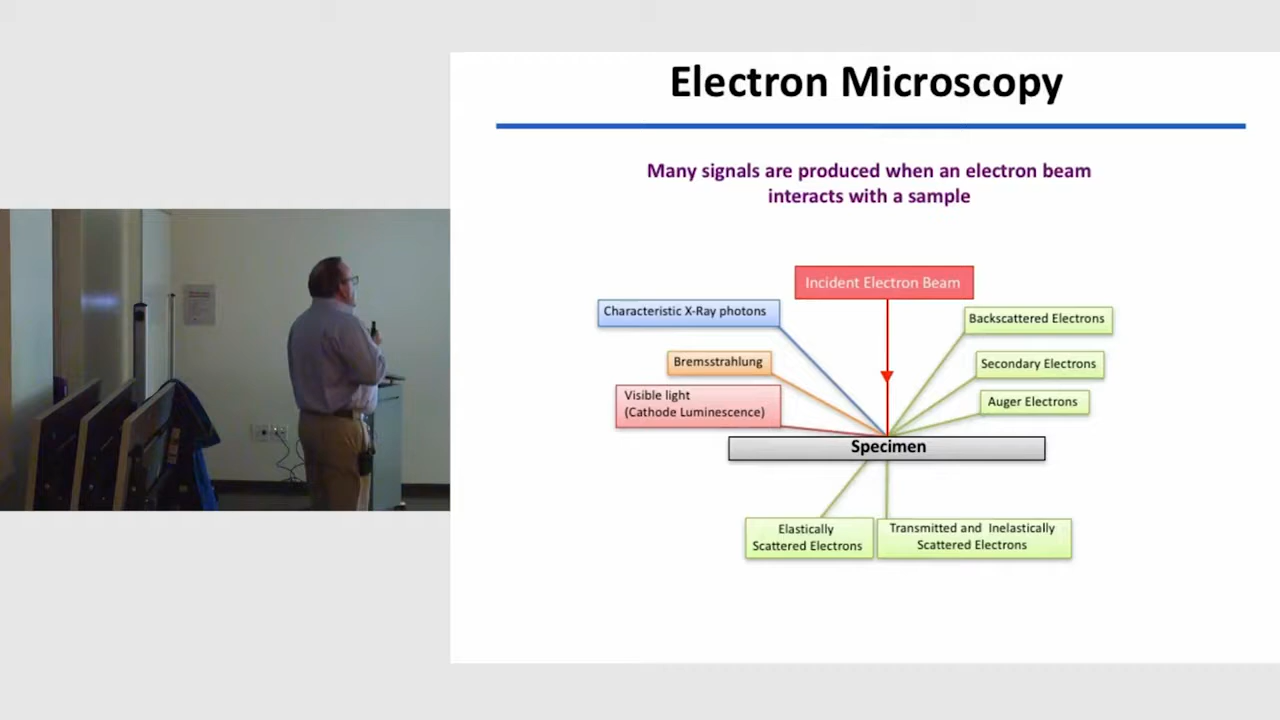 Electron Microscopy
Many signals are produced when an electron beam
interacts with a sample
Incident Electron Beam
Characteristic X-Ray photons
Backscattered Electrons
Bremsstrahlung
Secondary Electrons
Visible light
(Cathode Luminescence)
Auger Electrons
Specimen
Elastically
Scattered Electrons
Transmitted and Inelastically
Scattered Electrons